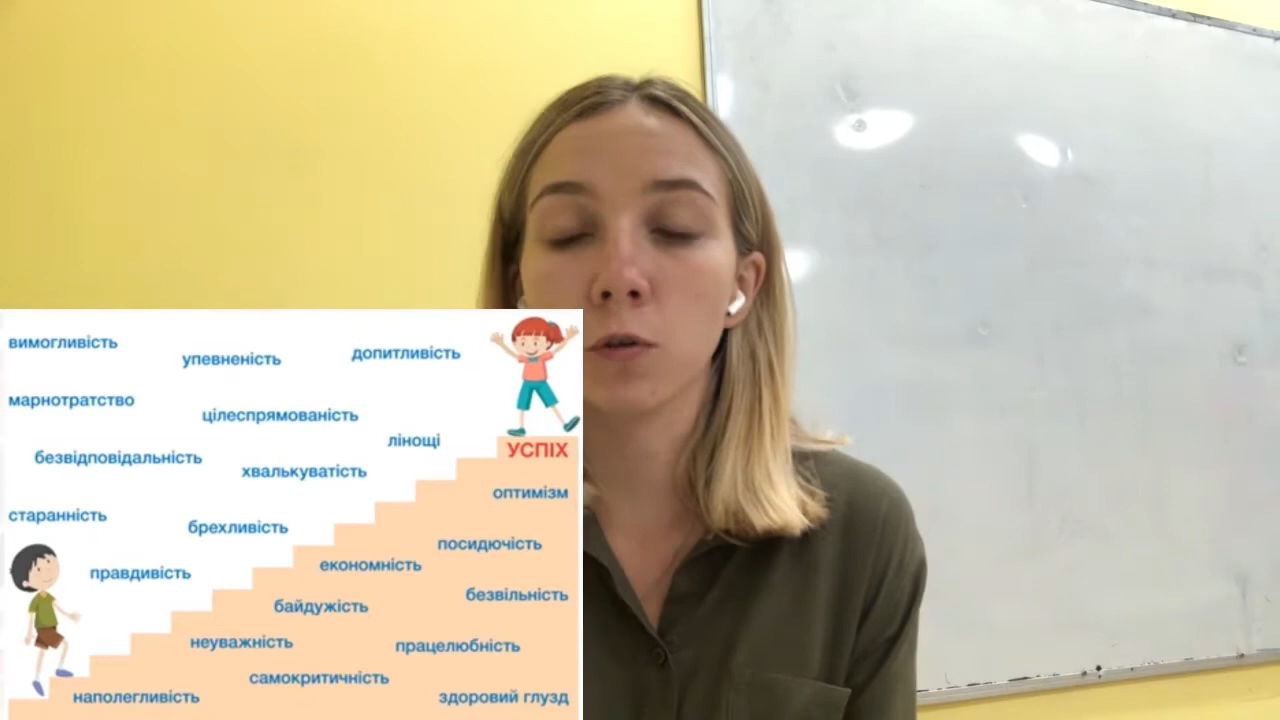 вимогливість
упевненість
допитливість
марнотратство
цілеспрямованість
лінощі
УСПІХ
безвідповідальність
хвалькуватість
оптимізм
старанність
брехливість
посидючість
економність
правдивість
безвільність
байдужість
неуважність
працелюбність
самокритичність
наполегливість
здоровий глузд